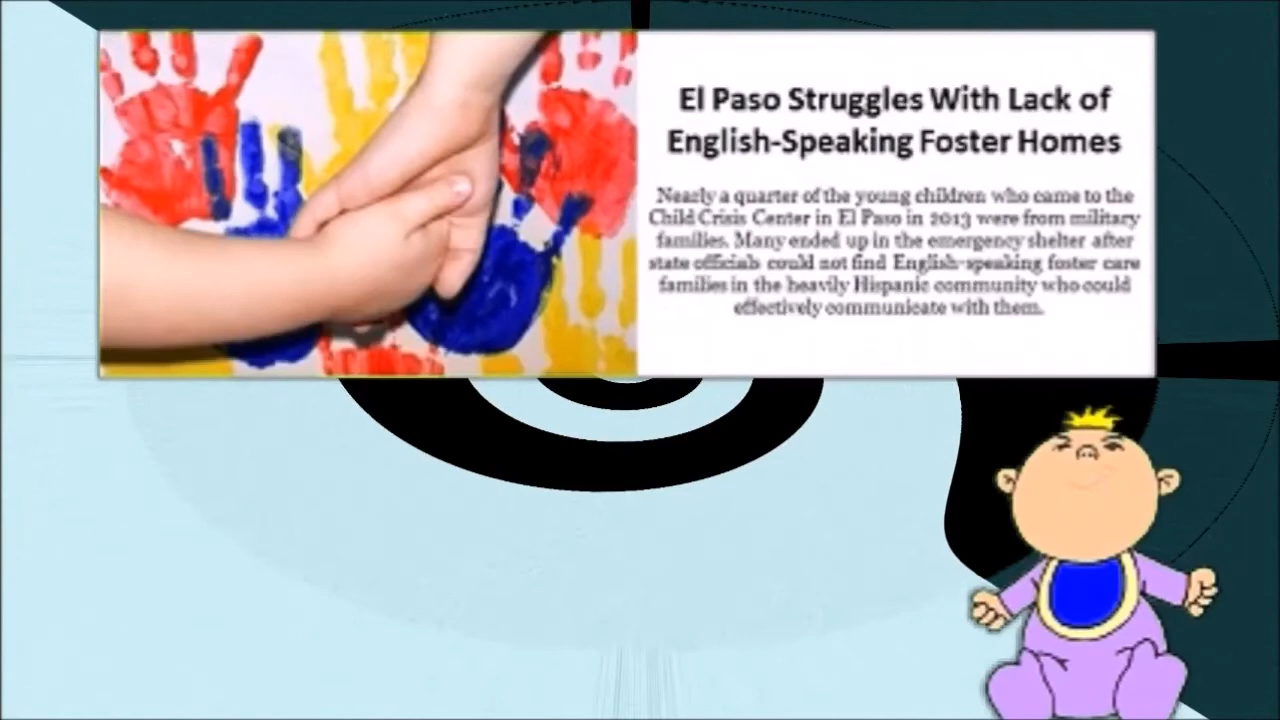 El Paso Struggles With Lack of
English-Speaking Foster Homes
Nearly a quarter of the young children who came to the
Child Crisis Center in El Paso in 2013 were from military
families. Many ended up in the emergency shelter after
state officials could not find English-speaking foster care
families in the heavily Hispanic community who could
effectively communicate with them.